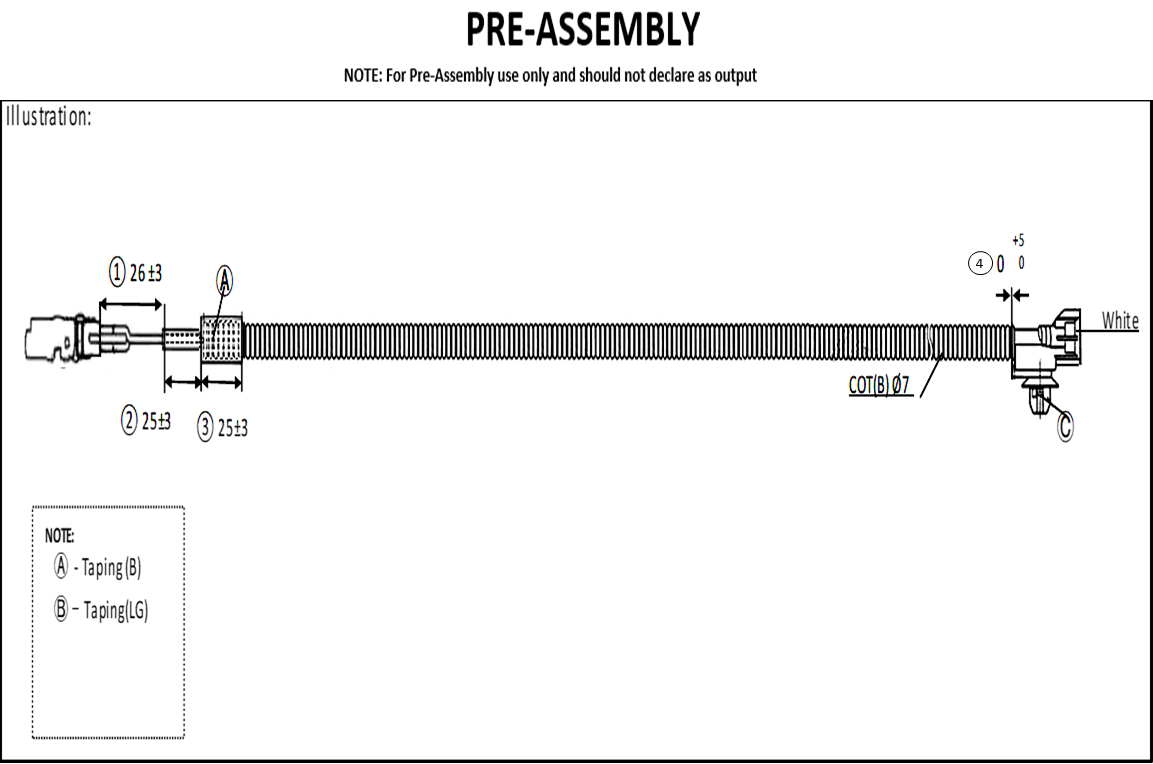 PRE-ASSEMBLY
NOTE: For Pre-Assembly use only and should not declare as output
Illustration:
+5
④ 0 0
① 26 ±3
A
White
COT(B) Ø7
② 25±3
③ 25±3
C
NOTE:
Ⓐ - Taping (B)
Ⓑ – Taping(LG)